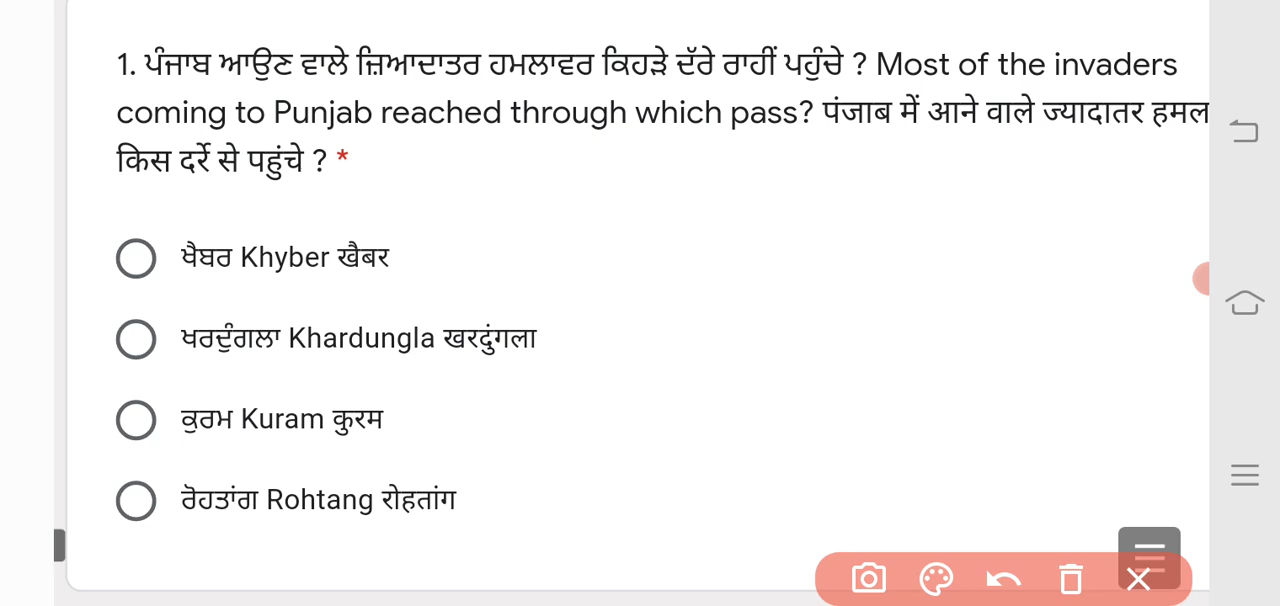 1. ਪੰਜਾਬ ਆਉਣ ਵਾਲੇ ਜ਼ਿਆਦਾਤਰ ਹਮਲਾਵਰ ਕਿਹੜੇ ਦੱਰੇ ਰਾਹੀਂ ਪਹੁੰਚੇ ? Most of the invaders
coming to Punjab reached through which pass? पंजाब में आने वाले ज्यादातर हमल
किस दर्रे से पहुंचे ? *
ਖੈਬਰ Khyber खैबर
ਖਰਦੁੰਗਲਾ Khardungla खरदुंगला
ਕੁਰਮ Kuram कुरम
ਰੋਹਤਾਂਗ Rohtang रोहतांग